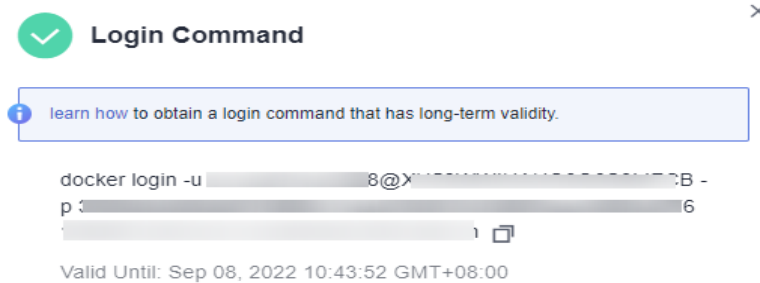 Login Command
learn how to obtain a login command that has long-term validity.
docker login -u 8@X CB -
p 3 6
Valid Until: Sep 08, 2022 10:43:52 GMT+08:00